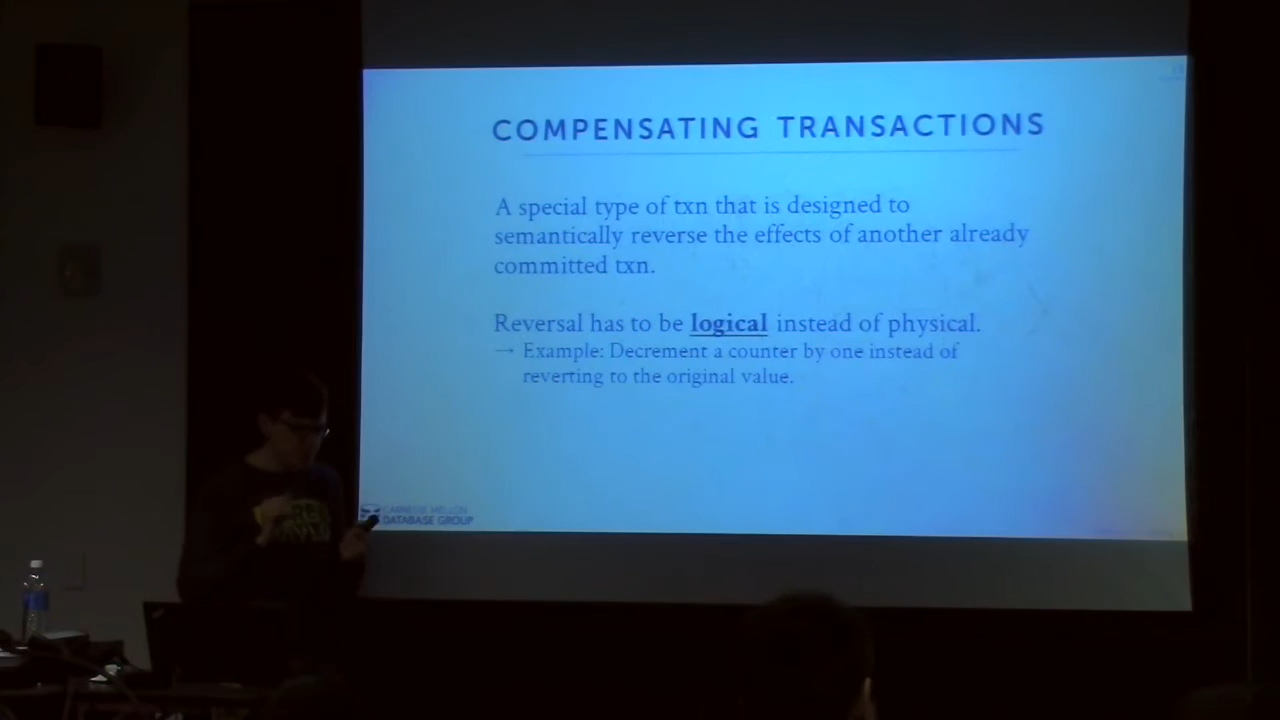 COMPENSATING TRANSACTIONS
A special type of txn that is designed to
semantically reverse the effects of another already
committed txn.
Reversal has to be logical instead of physical.
→ Example: Decrement a counter by one instead of
reverting to the original value.
CARNEGIE MELLON
DATABASE GROUP